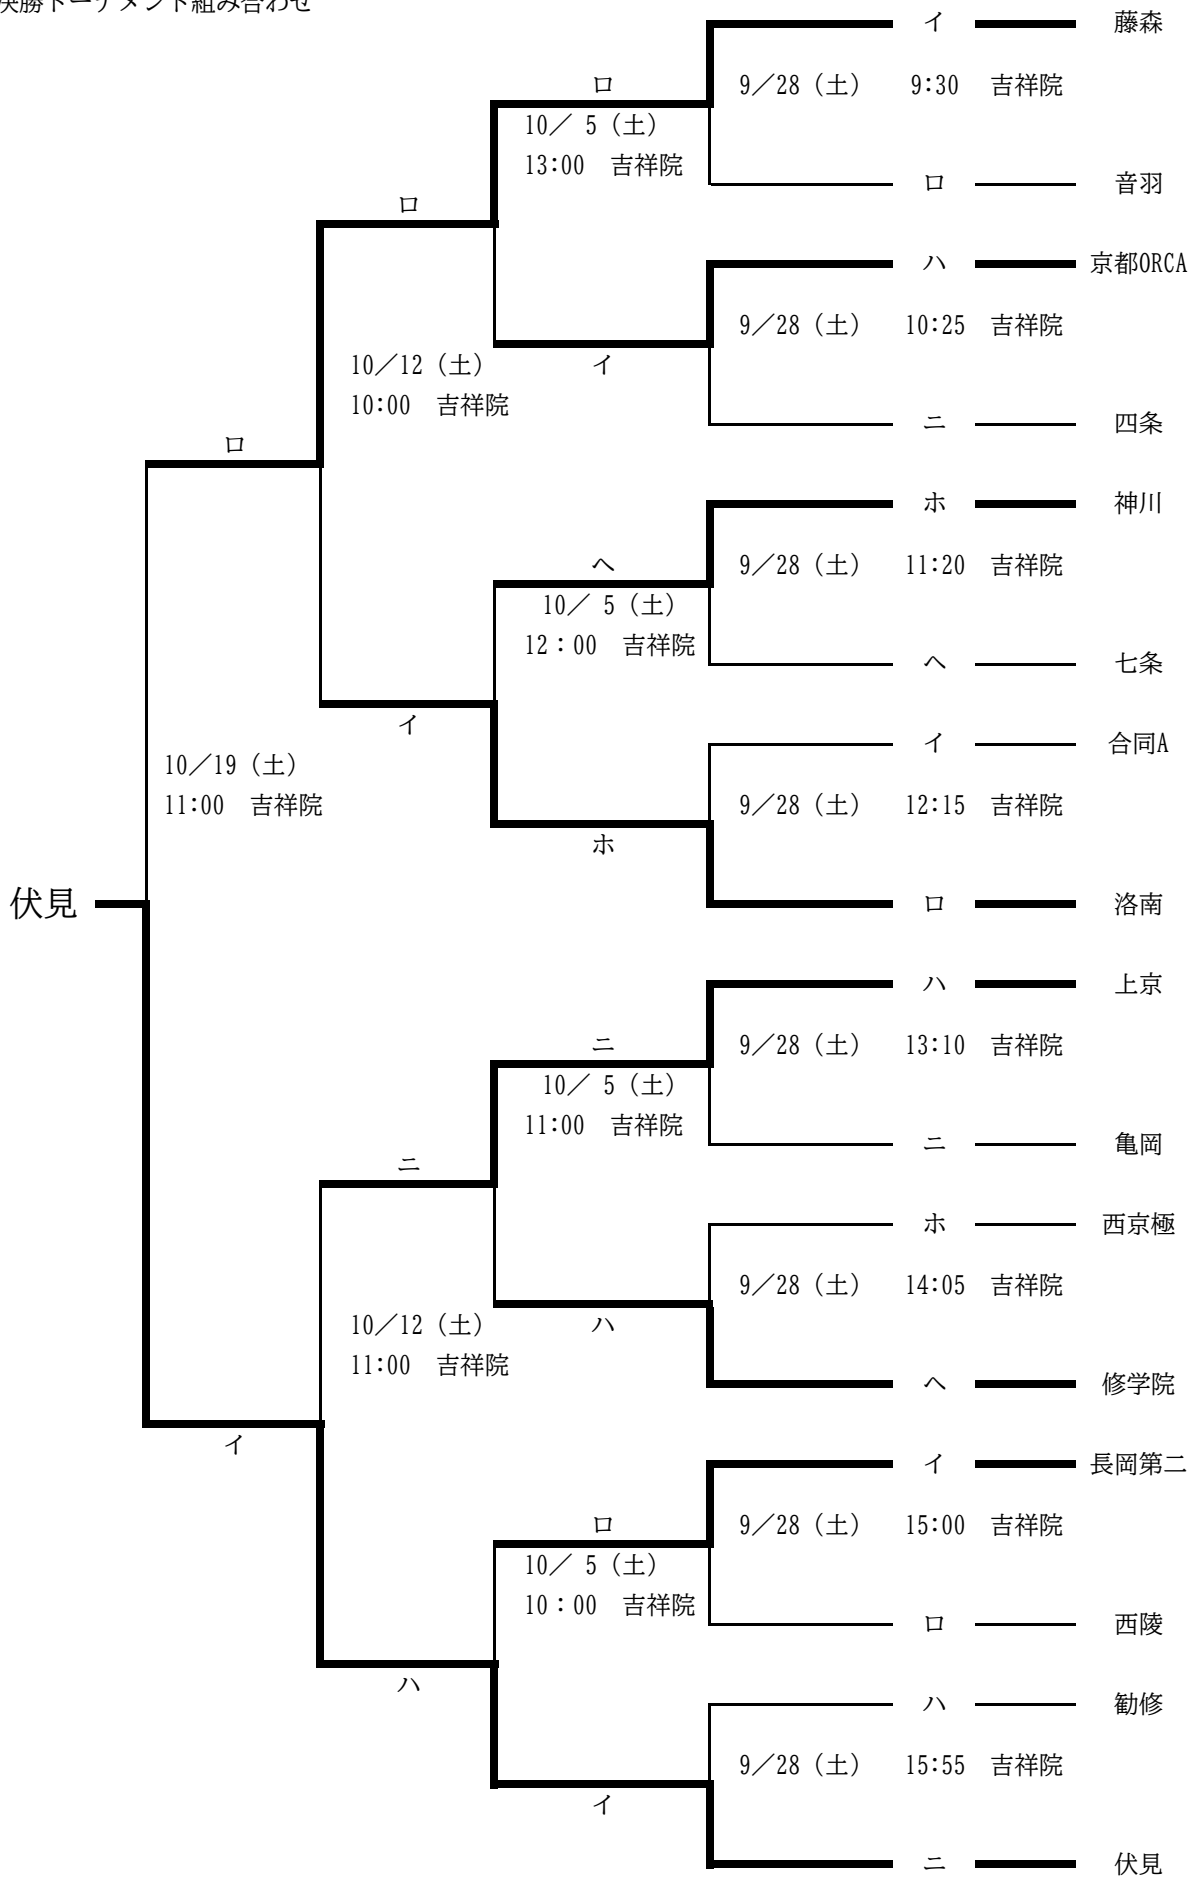 決勝トーナメント組み合わせ
イ 藤森
ロ 9／28（土） 9:30 吉祥院
10／ 5（土）
13:00 吉祥院
ロ ロ 音羽
ハ 京都ORCA
9／28（土） 10:25 吉祥院
10／12（土） イ
10:00 吉祥院
ロ ニ 四条
ホ 神川
ヘ 9／28（土） 11:20 吉祥院
10／ 5（土）
12：00 吉祥院
ヘ 七条
イ イ 合同A
10／19（土）
11:00 吉祥院 9／28（土） 12:15 吉祥院
ホ
伏見 ロ 洛南
ハ 上京
ニ 9／28（土） 13:10 吉祥院
10／ 5（土）
11:00 吉祥院
ニ ニ 亀岡
ホ 西京極
9／28（土） 14:05 吉祥院
10／12（土） ハ
11:00 吉祥院
ヘ 修学院
イ イ 長岡第二
ロ 9／28（土） 15:00 吉祥院
10／ 5（土）
10：00 吉祥院
ロ 西陵
ハ ハ 勧修
9／28（土） 15:55 吉祥院
イ
ニ 伏見